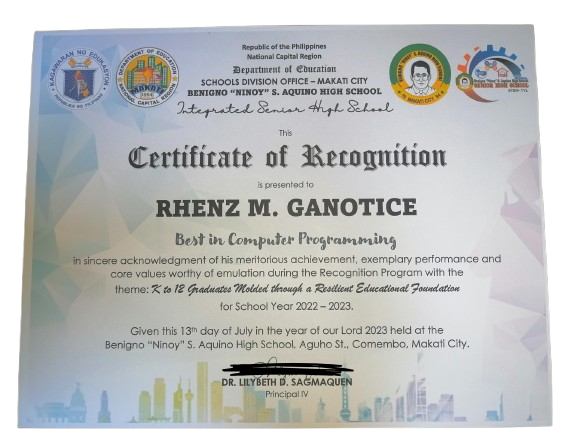 Republic of the Philippines
National Capital Region
Department of Education
SCHOOLS DIVISION OFFICE – MAKATI CITY
BENIGNO "NINOY" S. AQUINO HIGH SCHOOL
Integrated Senior High School
KAGAWARAN NG EDUKASYON
REPUBLIKA NG PILIPINAS
DEPARTMENT OF EDUCATION
MAKATI
NATIONAL CAPITAL REGION
MAKATI CITY
SENIOR HIGH SCHOOL
This
Certificate of Recognition
is presented to
RHENZ M. GANOTICE
Best in Computer Programming
in sincere acknowledgment of his meritorious achievement, exemplary performance and
core values worthy of emulation during the Recognition Program with the
theme: K to 12 Graduates Molded through a Resilient Educational Foundation
for School Year 2022 – 2023.
Given this 13th day of July in the year of our Lord 2023 held at the
Benigno "Ninoy" S. Aquino High School, Aguho St., Comembo, Makati City.
DR. LILYBETH D. SAGMAQUEN
Principal IV